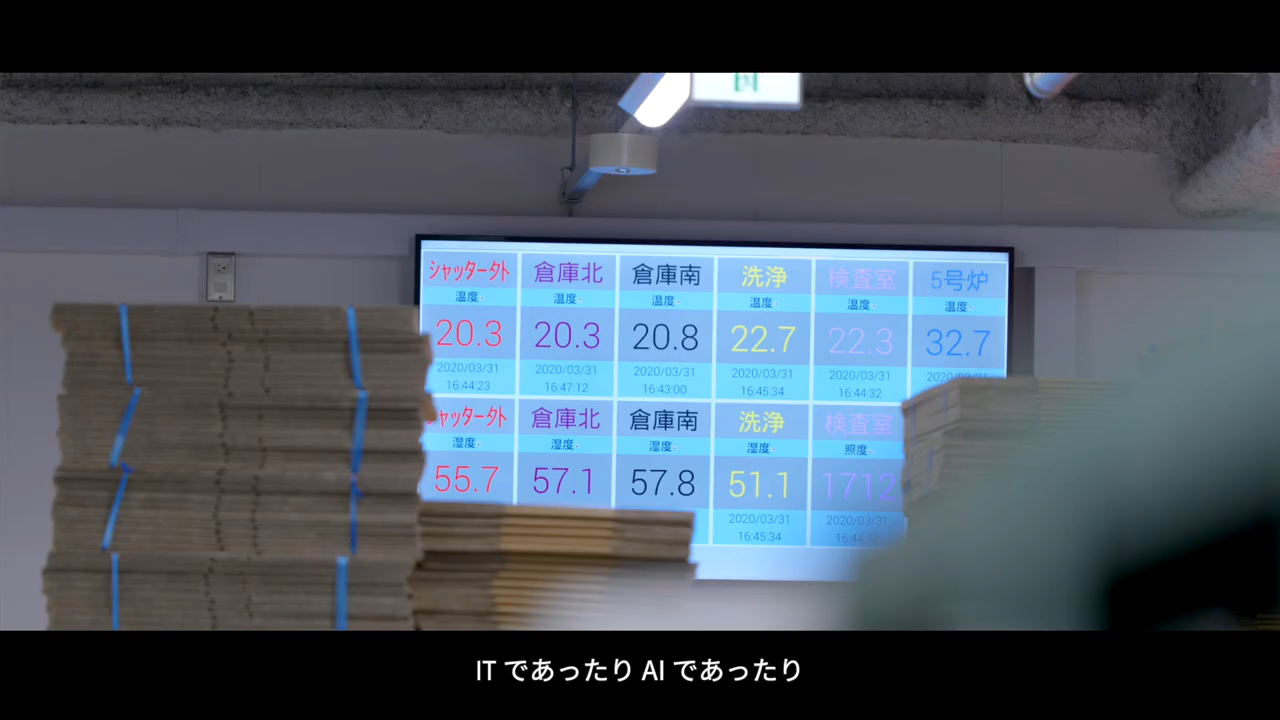 シャッター外 倉庫北 倉庫南 洗浄 検査室 5号炉
温度 温度 温度 温度 温度 温度
20.3 20.3 20.8 22.7 22.3 32.7
2020/03/31 2020/03/31 2020/03/31 2020/03/31 2020/03/31 2020/03/31
16:44:23 16:47:12 16:43:00 16:45:34 16:44:32
ャッター外 倉庫北 倉庫南 洗浄 検査室
湿度 湿度 湿度 湿度 照度
55.7 57.1 57.8 51.1 1712
2020/03/31 2020/03/31
16:45:34
IT であったり AI であったり